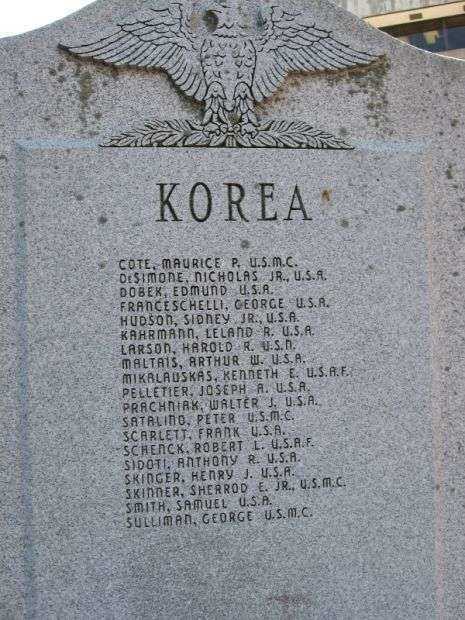 KOREA
COTE, MAURICE P. U.S.M.C.
DeSIMONE, NICHOLAS JR., U.S.A.
DOBEK, EDMUND U.S.A.
FRANCESCHELLI, GEORGE U.S.A.
HUDSON, SIDNEY JR., U.S.A.
KAHRMANN, LELAND R. U.S.A.
LARSON, HAROLD R. U.S.N.
MALTAIS, ARTHUR W. U.S.A.
MIKALAUSKAS, KENNETH E. U.S.A.F.
PELLETIER, JOSEPH A. U.S.A.
PRACHNIAK, WALTER J. U.S.A.
SATALINO, PETER U.S.M.C.
SCARLETT, FRANK U.S.A.
SCHENCK, ROBERT L. U.S.A.F.
SIDOTI, ANTHONY R. U.S.A.
SKINGER, HENRY J. U.S.A.
SKINNER, SHERROD E. JR., U.S.M.C.
SMITH, SAMUEL U.S.A.
SULLIMAN, GEORGE U.S.M.C.